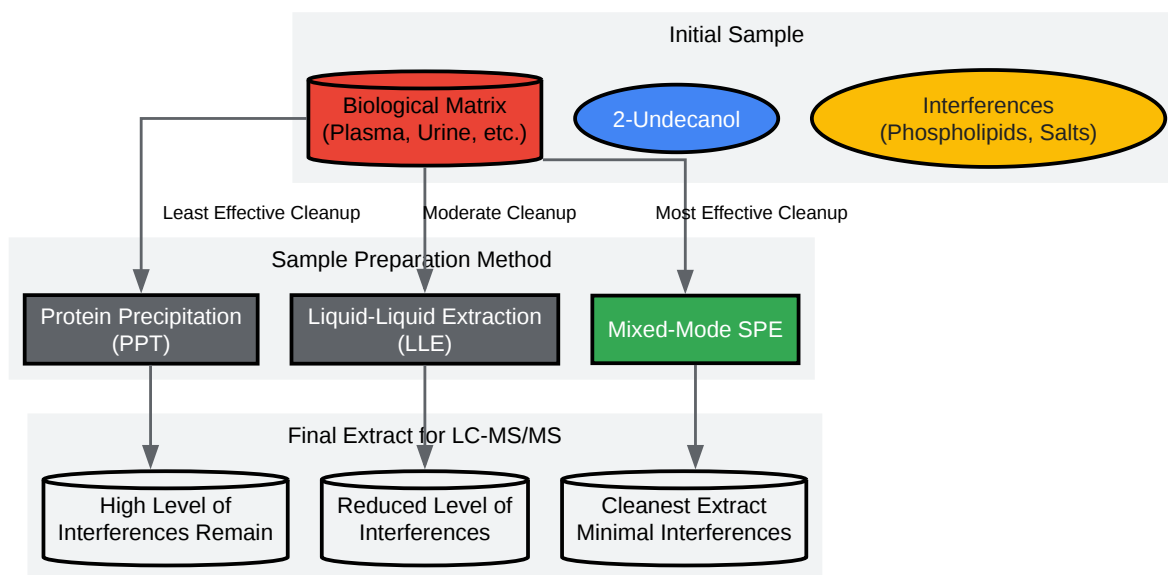 Initial Sample
Biological Matrix
(Plasma, Urine, etc.)
2-Undecanol
Interferences
(Phospholipids, Salts)
Least Effective Cleanup
Moderate Cleanup
Most Effective Cleanup
Sample Preparation Method
Protein Precipitation
(PPT)
Liquid-Liquid Extraction
(LLE)
Mixed-Mode SPE
Final Extract for LC-MS/MS
High Level of
Interferences Remain
Reduced Level of
Interferences
Cleanest Extract
Minimal Interferences